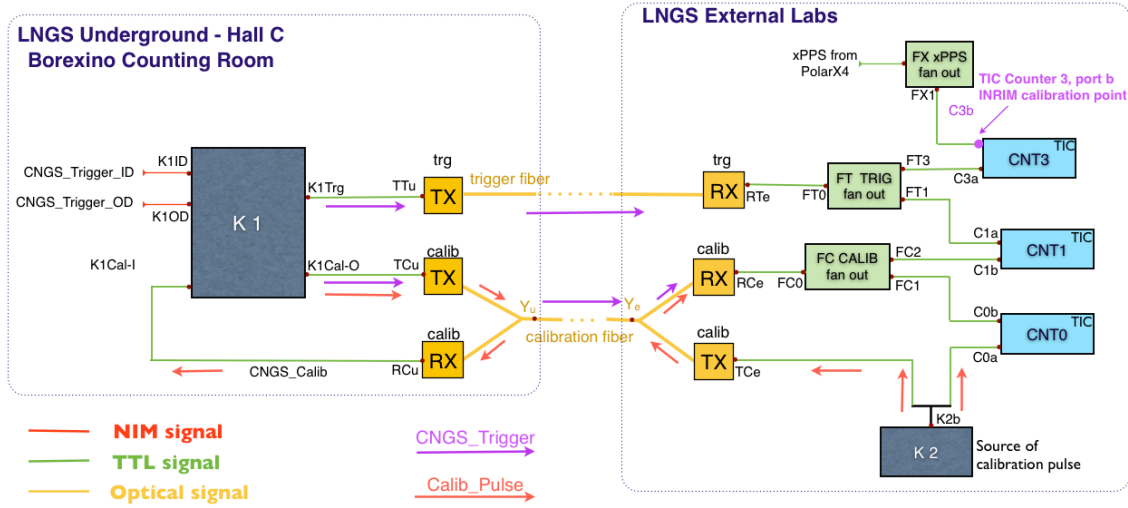 LNGS Underground - Hall C
Borexino Counting Room
LNGS External Labs
xPPS from
PolarX4
FX xPPS
fan out
FX1
TIC Counter 3, port b
INRIM calibration point
C3b
TIC
CNT3
C3a
CNGS_Trigger_ID
K1ID
CNGS_Trigger_OD
K1OD
K1Cal-I
K 1
K1Trg
TTu
trg
TX
trigger fiber
trg
RX
RTe
FT0
FT TRIG
fan out
FT3
FT1
C1a
C1b
TIC
CNT1
K1Cal-O
TCu
calib
TX
Yu
Ye
calibration fiber
calib
RX
RCe
FC0
FC CALIB
fan out
FC2
FC1
C0b
C0a
TIC
CNT0
calib
RX
RCu
CNGS_Calib
calib
TX
TCe
K2b
K 2
Source of
calibration pulse
NIM signal
TTL signal
Optical signal
CNGS_Trigger
Calib_Pulse